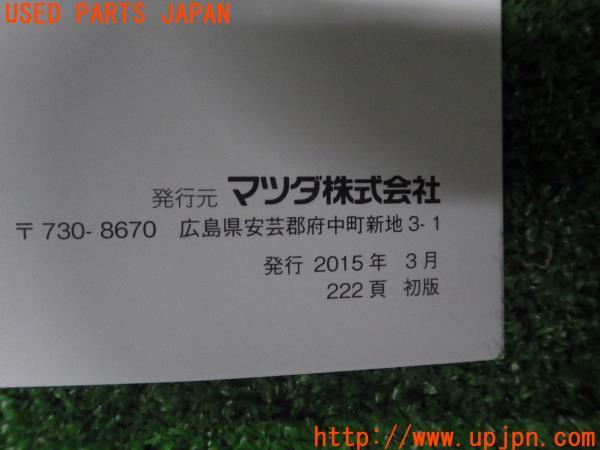 USED PARTS JAPAN
発行元 マツダ株式会社
〒730-8670 広島県安芸郡府中町新地3-1
発行 2015年 3月
222頁 初版
http://www.upjpn.com